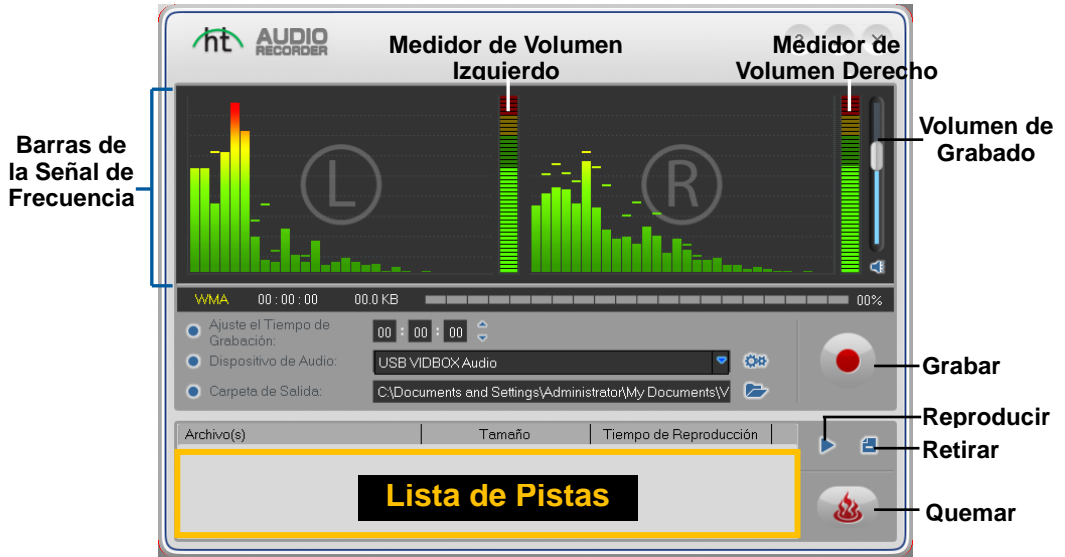 ht AUDIO
RECORDER
Medidor de Volumen
Izquierdo
Medidor de
Volumen Derecho
Barras de
la Señal de
Frecuencia
L
R
Volumen de
Grabado
WMA 00 : 00 : 00 00.0 KB 00%
Ajuste el Tiempo de
Grabación:
00 : 00 : 00
Dispositivo de Audio:
USB VIDBOX Audio
Carpeta de Salida:
C:\Documents and Settings\Administrator\My Documents\V
Grabar
Archivo(s) Tamaño Tiempo de Reproducción
Reproducir
Retirar
Lista de Pistas
Quemar